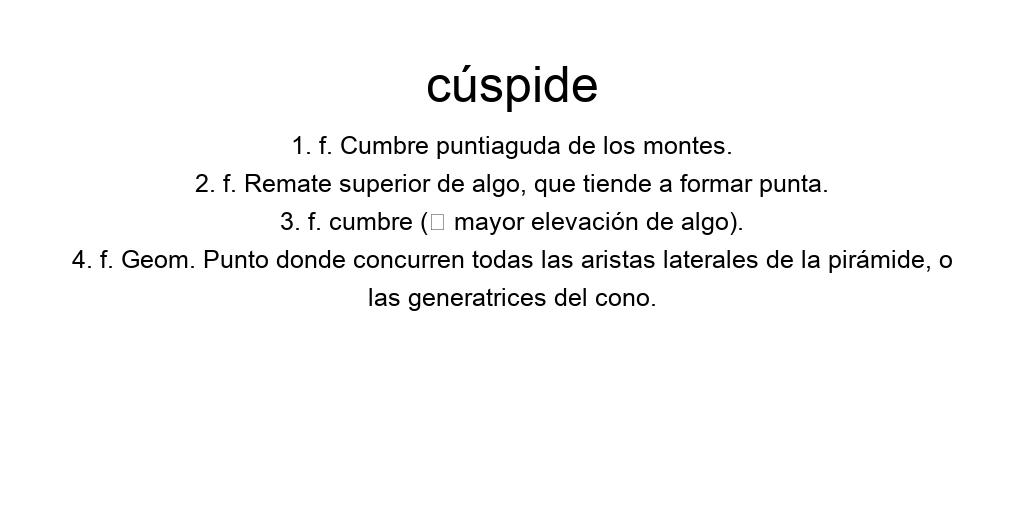 cúspide
1. f. Cumbre puntiaguda de los montes.
2. f. Remate superior de algo, que tiende a formar punta.
3. f. cumbre (□ mayor elevación de algo).
4. f. Geom. Punto donde concurren todas las aristas laterales de la pirámide, o
las generatrices del cono.